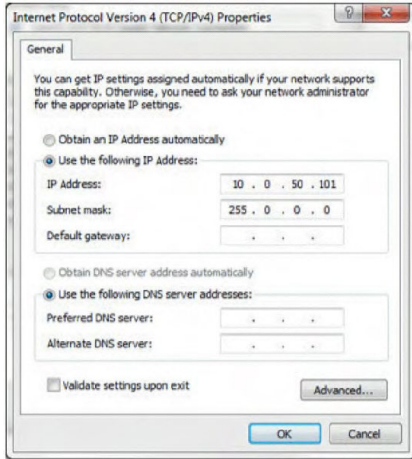 Internet Protocol Version 4 (TCP/IPv4) Properties
General
You can get IP settings assigned automatically if your network supports
this capability. Otherwise, you need to ask your network administrator
for the appropriate IP settings.
Obtain an IP Address automatically
Use the following IP Address:
IP Address: 10 . 0 . 50 . 101
Subnet mask: 255 . 0 . 0 . 0
Default gateway: . . .
Obtain DNS server address automatically
Use the following DNS server addresses:
Preferred DNS server: . . .
Alternate DNS server: . . .
Validate settings upon exit
Advanced...
OK Cancel